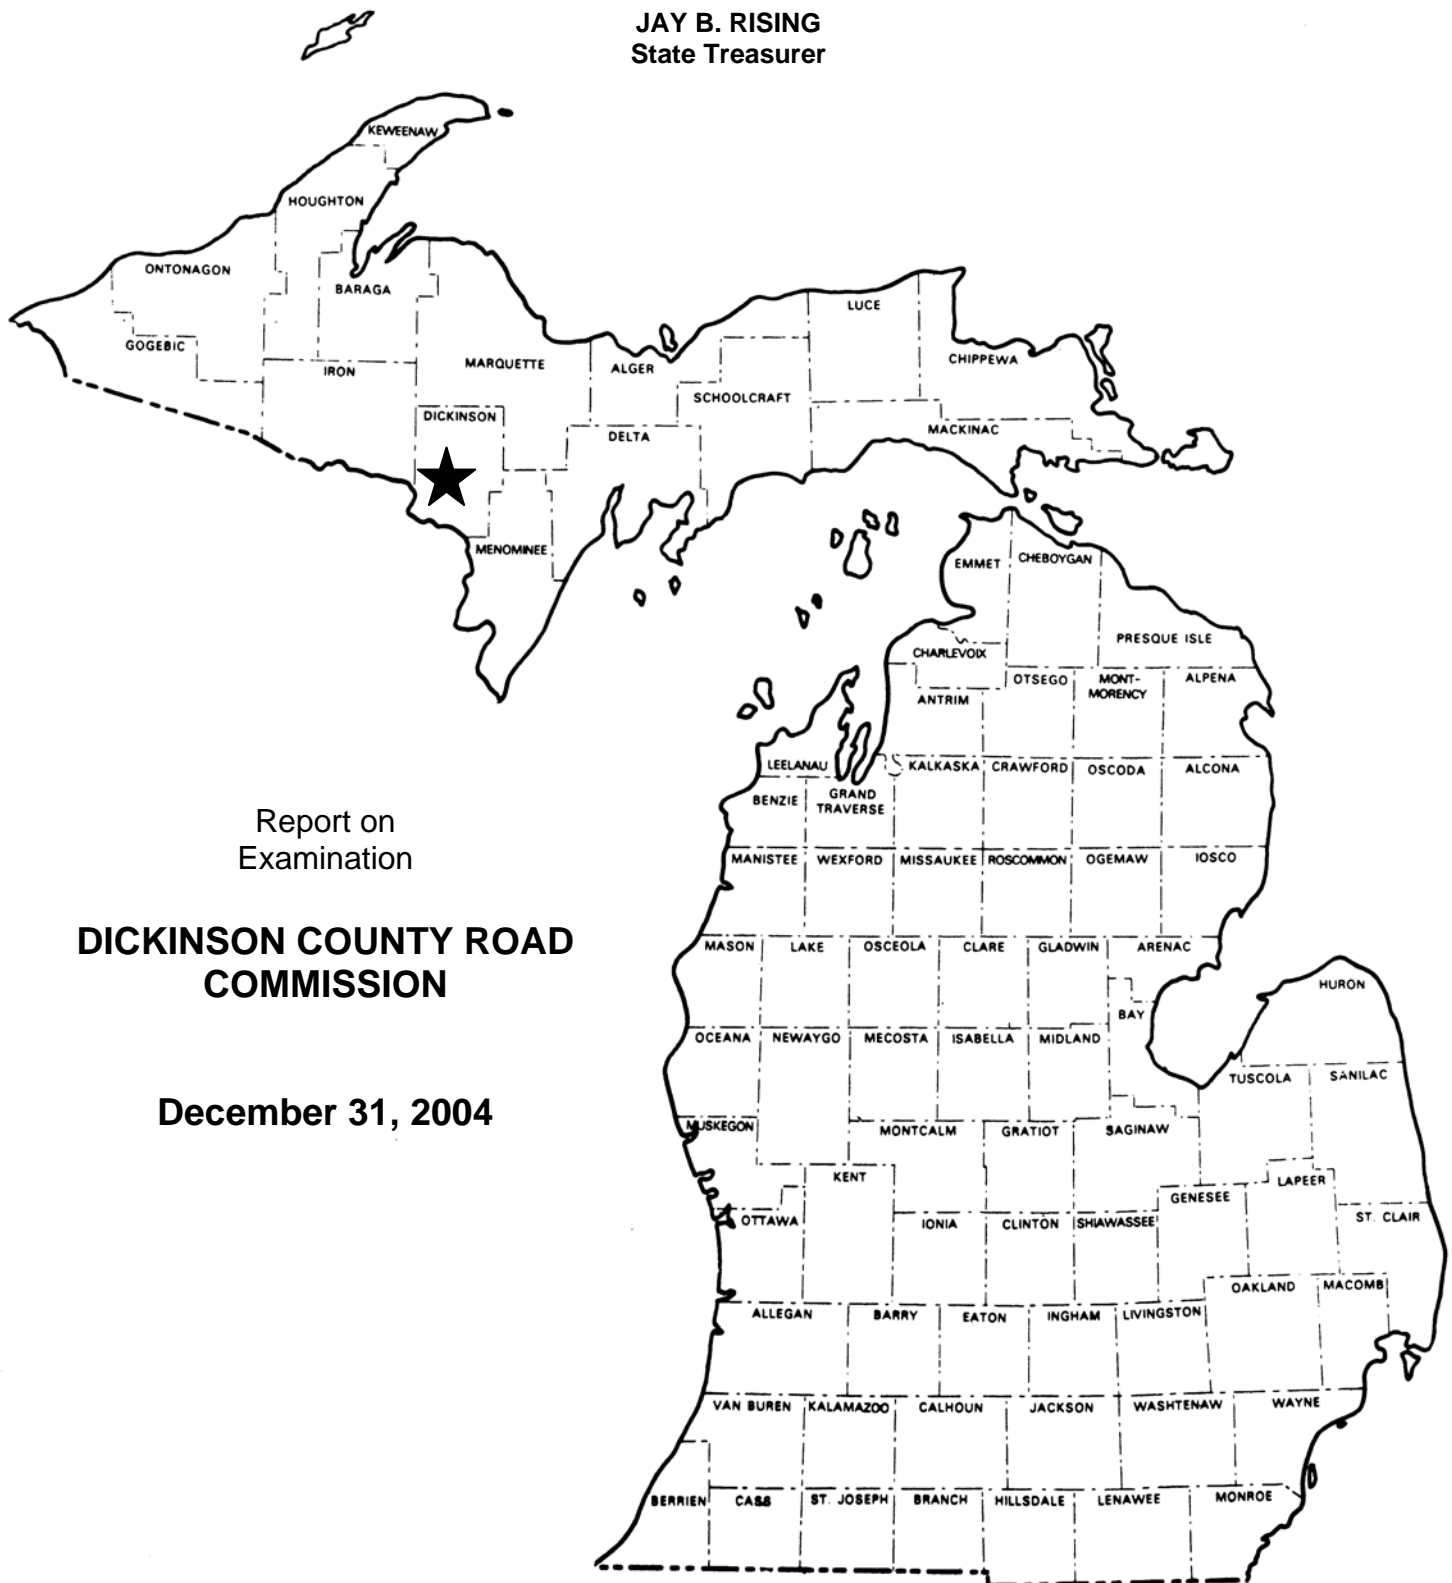 JAY B. RISING
State Treasurer
KEWEENAW
HOUGHTON
ONTONAGON
BARAGA
LUCE
GOGEBIC
IRON
MARQUETTE
ALGER
CHIPPEWA
SCHOOLCRAFT
DICKINSON
DELTA
MACKINAC
MENOMINEE
EMMET
CHEBOYGAN
PRESQUE ISLE
CHARLEVOIX
OTSEGO
MONT-
MORENCY
ALPENA
ANTRIM
LEELANAU
KALKASKA
CRAWFORD
OSCODA
ALCONA
BENZIE
GRAND
TRAVERSE
Report on
Examination
MANISTEE
WEXFORD
MISSAUKEE
ROSCOMMON
OGEMAW
IOSCO
DICKINSON COUNTY ROAD
COMMISSION
MASON
LAKE
OSCEOLA
CLARE
GLADWIN
ARENAC
HURON
BAY
OCEANA
NEWAYGO
MECOSTA
ISABELLA
MIDLAND
TUSCOLA
SANILAC
December 31, 2004
MUSKEGON
MONTCALM
GRATIOT
SAGINAW
KENT
GENESEE
LAPEER
OTTAWA
IONIA
CLINTON
SHIAWASSEE
ST. CLAIR
OAKLAND
MACOMB
ALLEGAN
BARRY
EATON
INGHAM
LIVINGSTON
VAN BUREN
KALAMAZOO
CALHOUN
JACKSON
WASHTENAW
WAYNE
BERRIEN
CASS
ST. JOSEPH
BRANCH
HILLSDALE
LENAWEE
MONROE